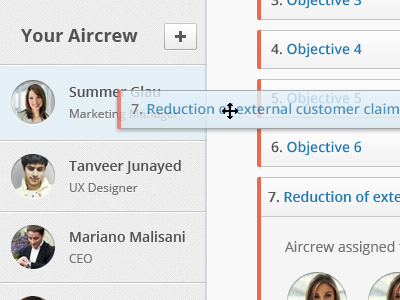 Your Aircrew
Summer Glau
Marketing Manager
Tanveer Junayed
UX Designer
Mariano Malisani
CEO
3. Objective 3
4. Objective 4
5. Objective 5
7. Reduction of external customer claim
6. Objective 6
7. Reduction of exte
Aircrew assigned